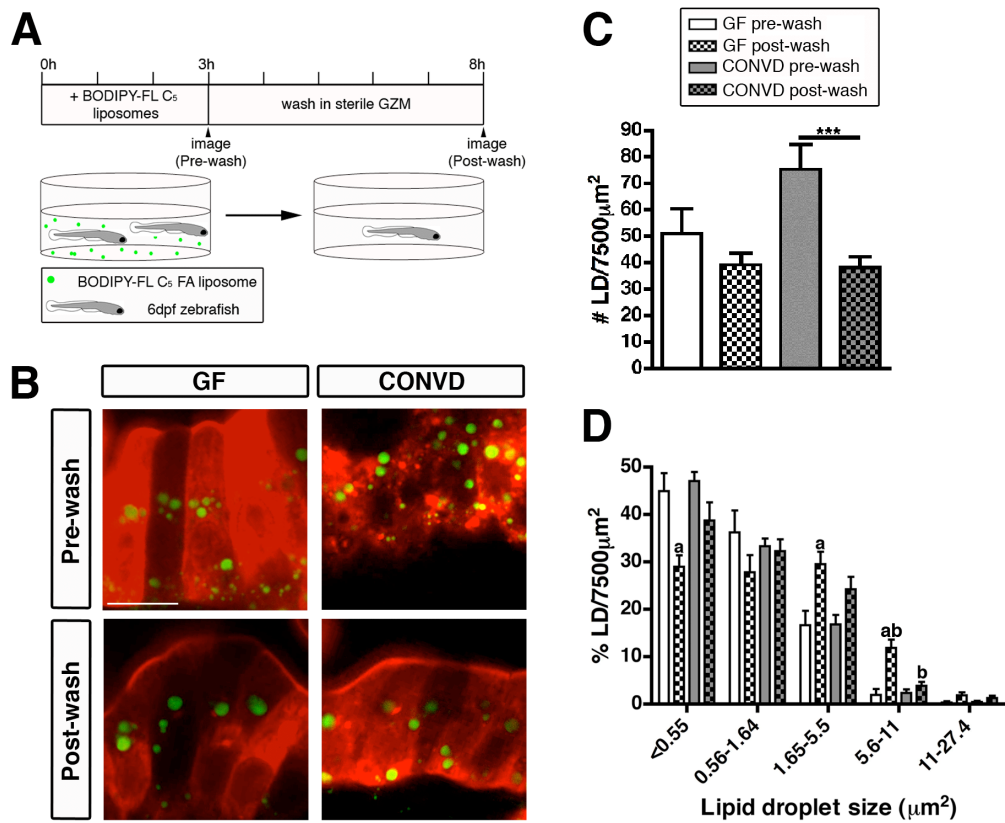 A
0h
3h
8h
+ BODIPY-FL C₅
liposomes
wash in sterile GZM
image
(Pre-wash)
image
(Post-wash)
BODIPY-FL C₅ FA liposome
6dpf zebrafish
B
GF
CONVD
Pre-wash
Post-wash
C
GF pre-wash
GF post-wash
CONVD pre-wash
CONVD post-wash
# LD/7500µm²
90
80
70
60
50
40
30
20
10
0
***
D
% LD/7500µm²
50
40
30
20
10
0
a
a
ab
b
<0.55
0.56-1.64
1.65-5.5
5.6-11
11-27.4
Lipid droplet size (µm²)